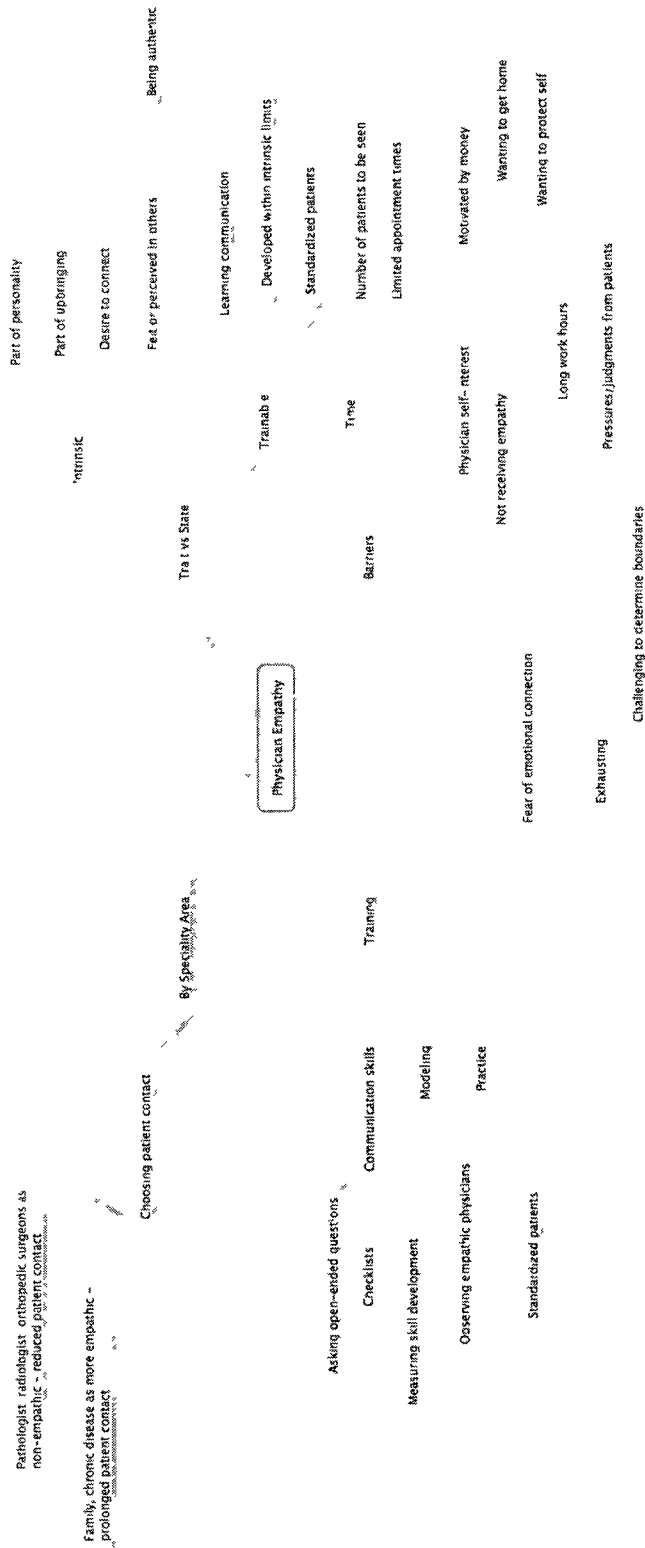 Pathologist radiologist orthopedic surgeons as
non-empathic - reduced patient contact
Family, chronic disease as more empathic -
prolonged patient contact
Choosing patient contact
By Speciality Area
Asking open-ended questions
Checklists
Measuring skill development
Communication skills
Observing empathic physicians
Modeling
Standardized patients
Practice
Training
Physician Empathy
Trait vs State
Intrinsic
Part of personality
Part of upbringing
Desire to connect
Felt or perceived in others
Being authentic
Trainable
Learning communication
Developed within intrinsic limits
Standardized patients
Barriers
Time
Number of patients to be seen
Limited appointment times
Physician self-interest
Motivated by money
Wanting to get home
Wanting to protect self
Not receiving empathy
Long work hours
Pressures/judgments from patients
Fear of emotional connection
Exhausting
Challenging to determine boundaries